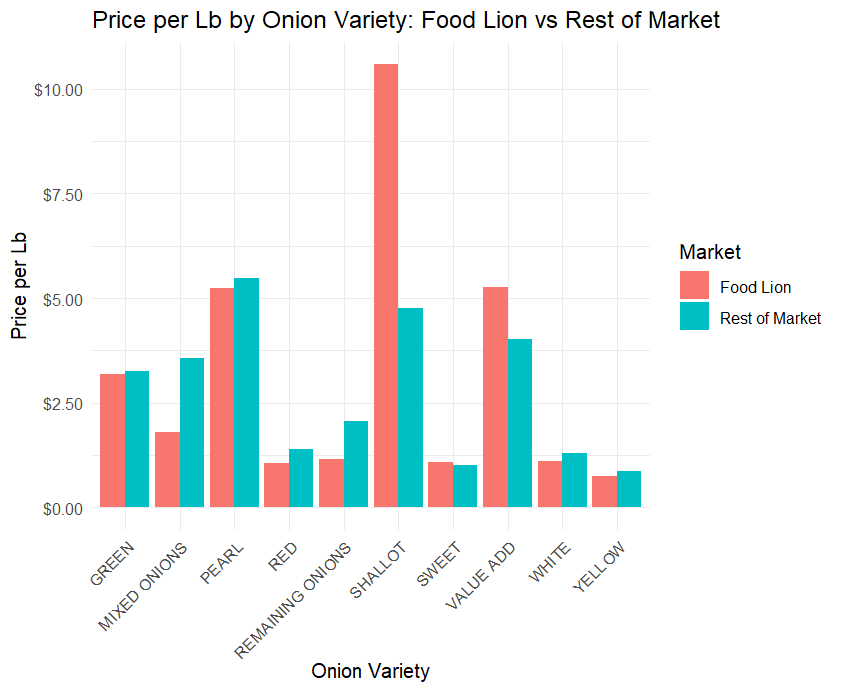 Price per Lb by Onion Variety: Food Lion vs Rest of Market
Price per Lb
$10.00
$7.50
$5.00
$2.50
$0.00
GREEN
MIXED ONIONS
PEARL
RED
REMAINING ONIONS
SHALLOT
SWEET
VALUE ADD
WHITE
YELLOW
Onion Variety
Market
Food Lion
Rest of Market